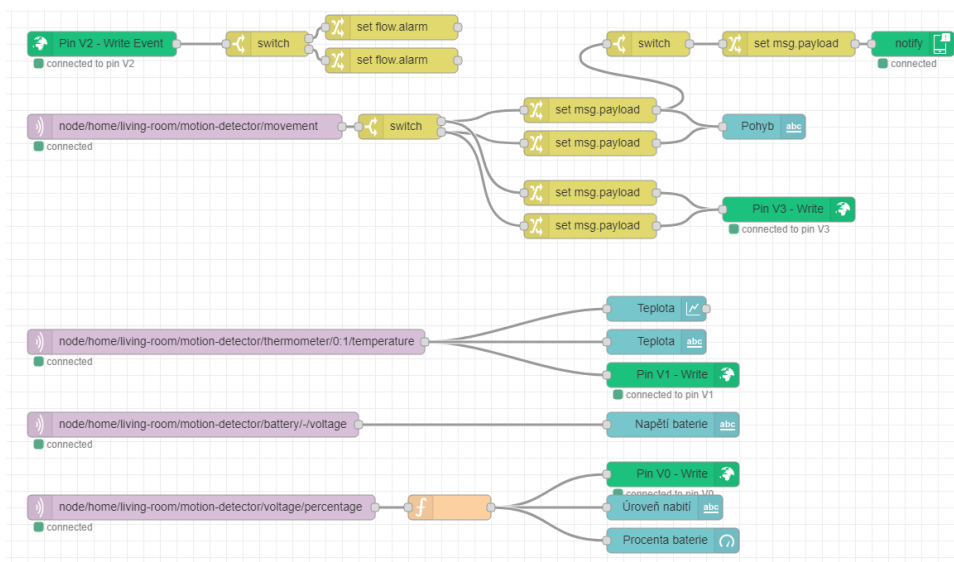 set flow.alarm
Pin V2 - Write Event
switch
switch
set msg.payload
notify
connected to pin V2
set flow.alarm
connected
set msg.payload
node/home/living-room/motion-detector/movement
switch
Pohyb
abc
connected
set msg.payload
set msg.payload
Pin V3 - Write
set msg.payload
connected to pin V3
Teplota
node/home/living-room/motion-detector/thermometer/0:1/temperature
Teplota
abc
connected
Pin V1 - Write
connected to pin V1
node/home/living-room/motion-detector/battery/-/voltage
Napětí baterie
abc
connected
Pin V0 - Write
connected to pin V0
node/home/living-room/motion-detector/voltage/percentage
f
Úroveň nabití
abc
connected
Procenta baterie